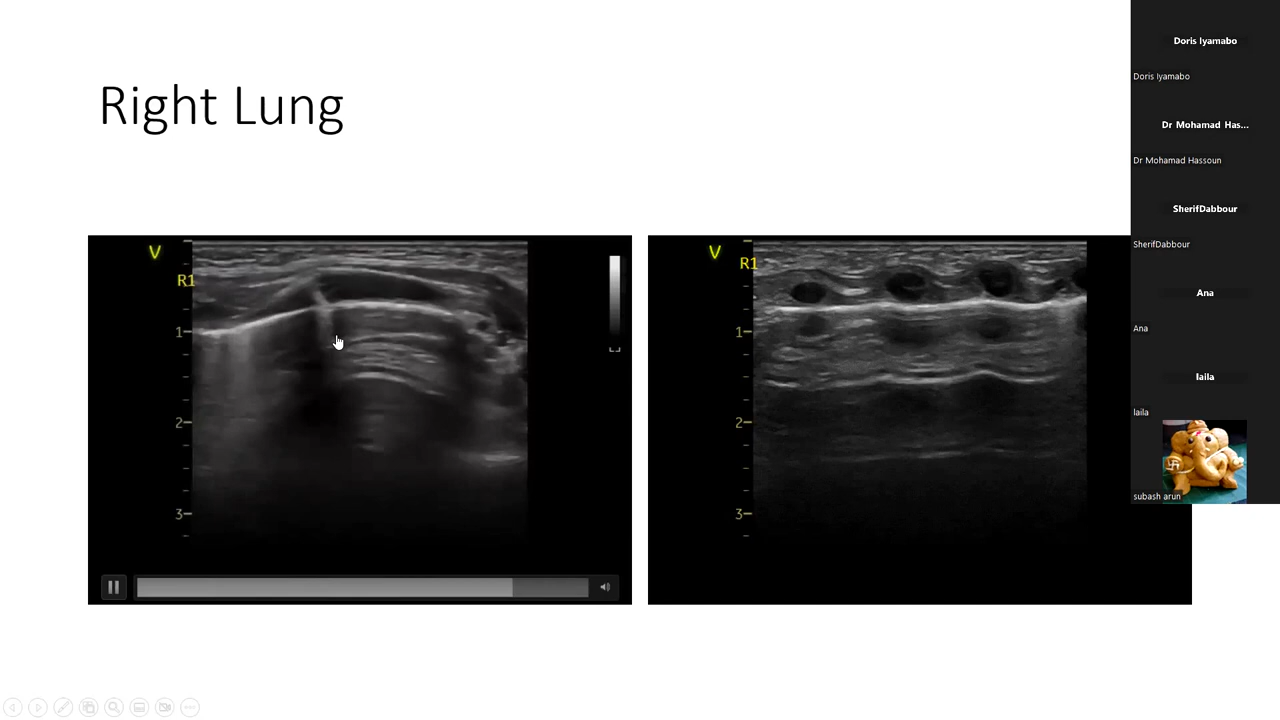 Right Lung
V
R1
1
2
3
V
R1
1
2
3
Doris Iyamabo
Doris Iyamabo
Dr Mohamad Has...
Dr Mohamad Hassoun
SherifDabbour
SherifDabbour
Ana
Ana
laila
laila
subash arun